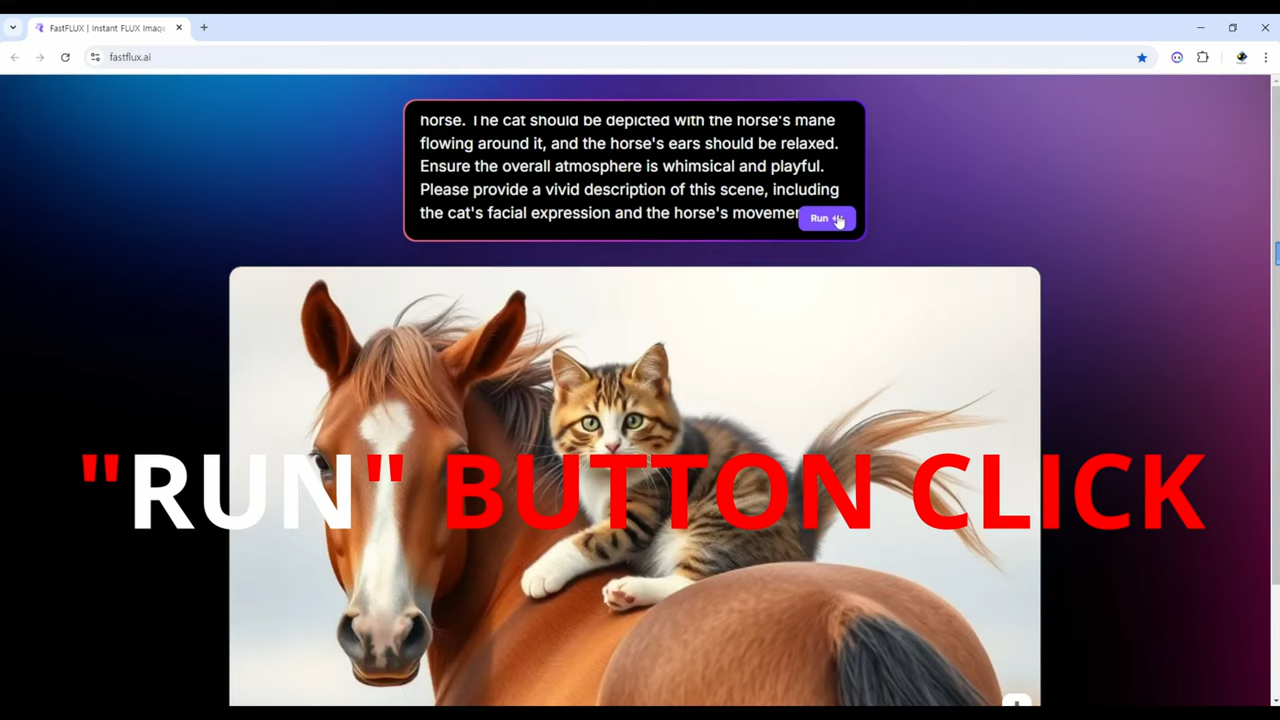 FastFLUX | Instant FLUX Image
fastflux.ai
horse. The cat should be depicted with the horse's mane
flowing around it, and the horse's ears should be relaxed.
Ensure the overall atmosphere is whimsical and playful.
Please provide a vivid description of this scene, including
the cat's facial expression and the horse's movemen
Run
"RUN" BUTTON CLICK